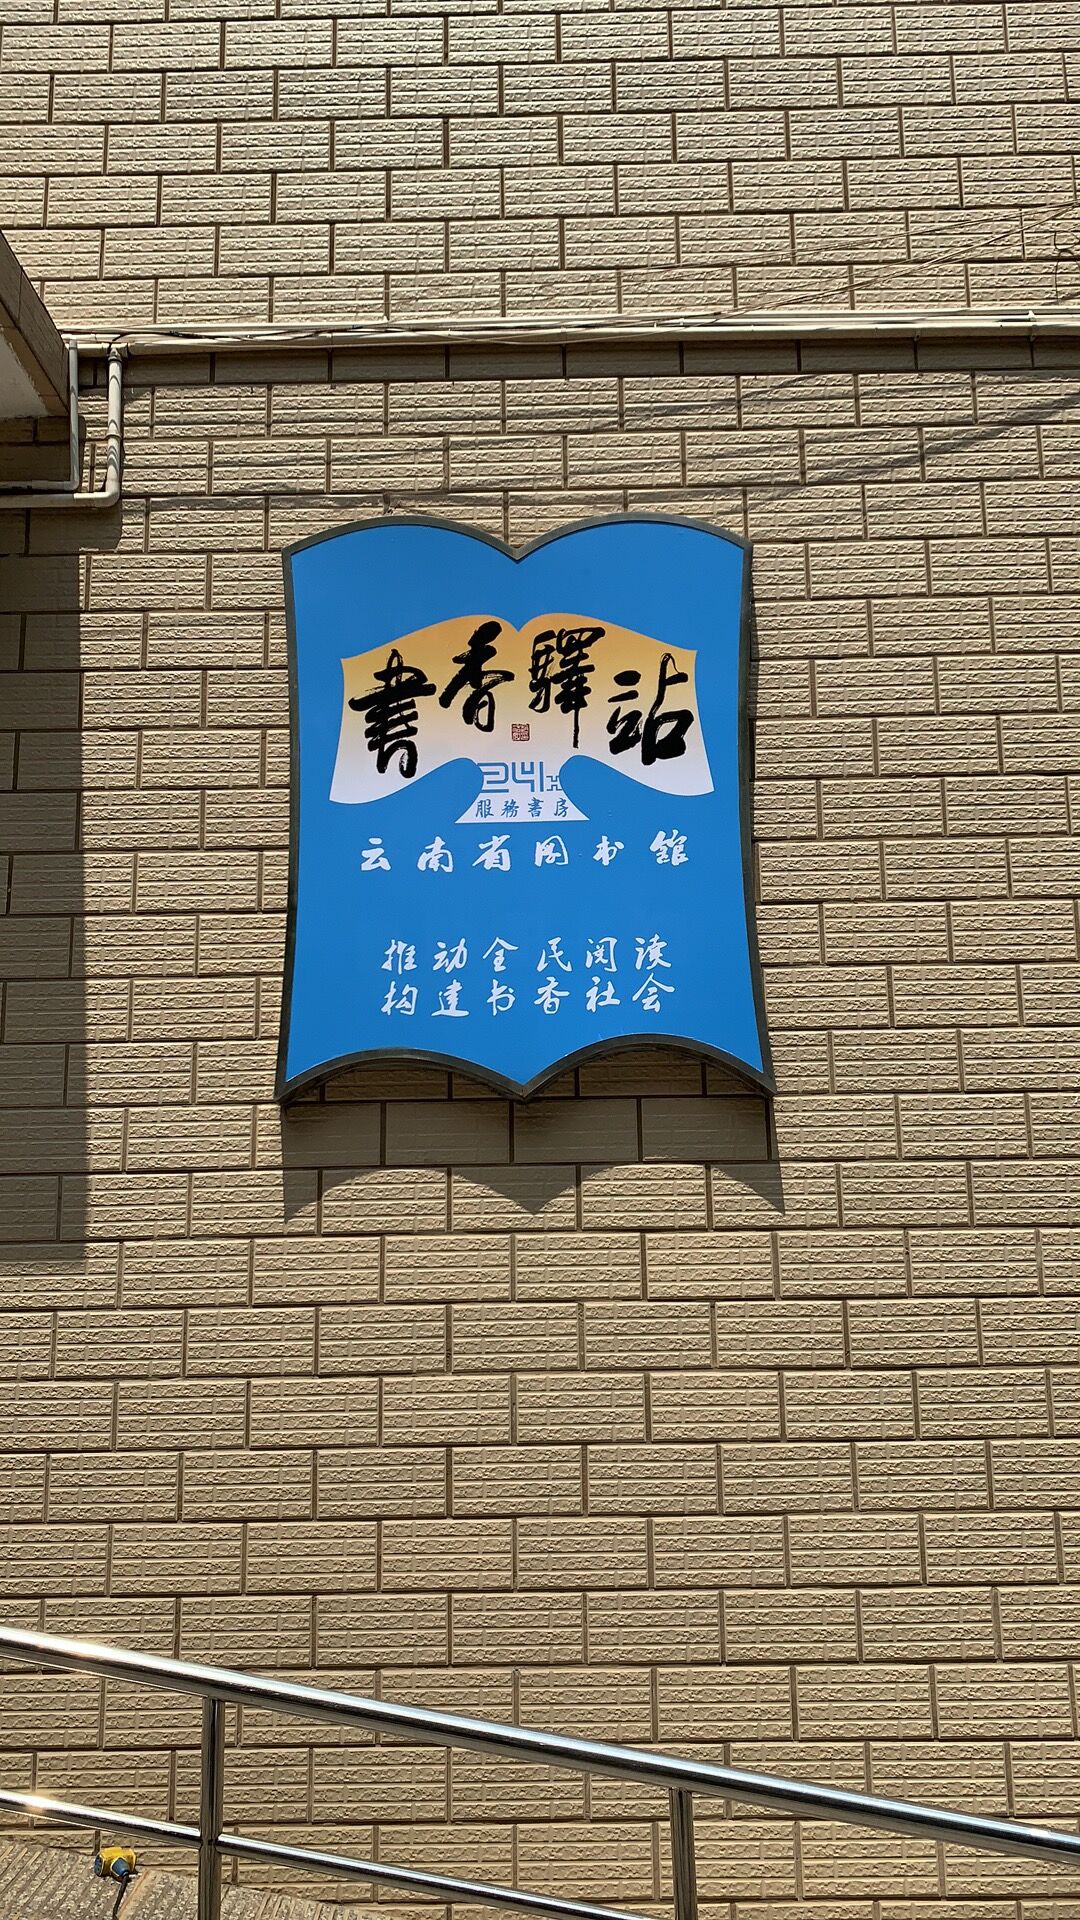 書香驛站
24H
服務書房
云南省图书馆
推动全民阅读
构建书香社会